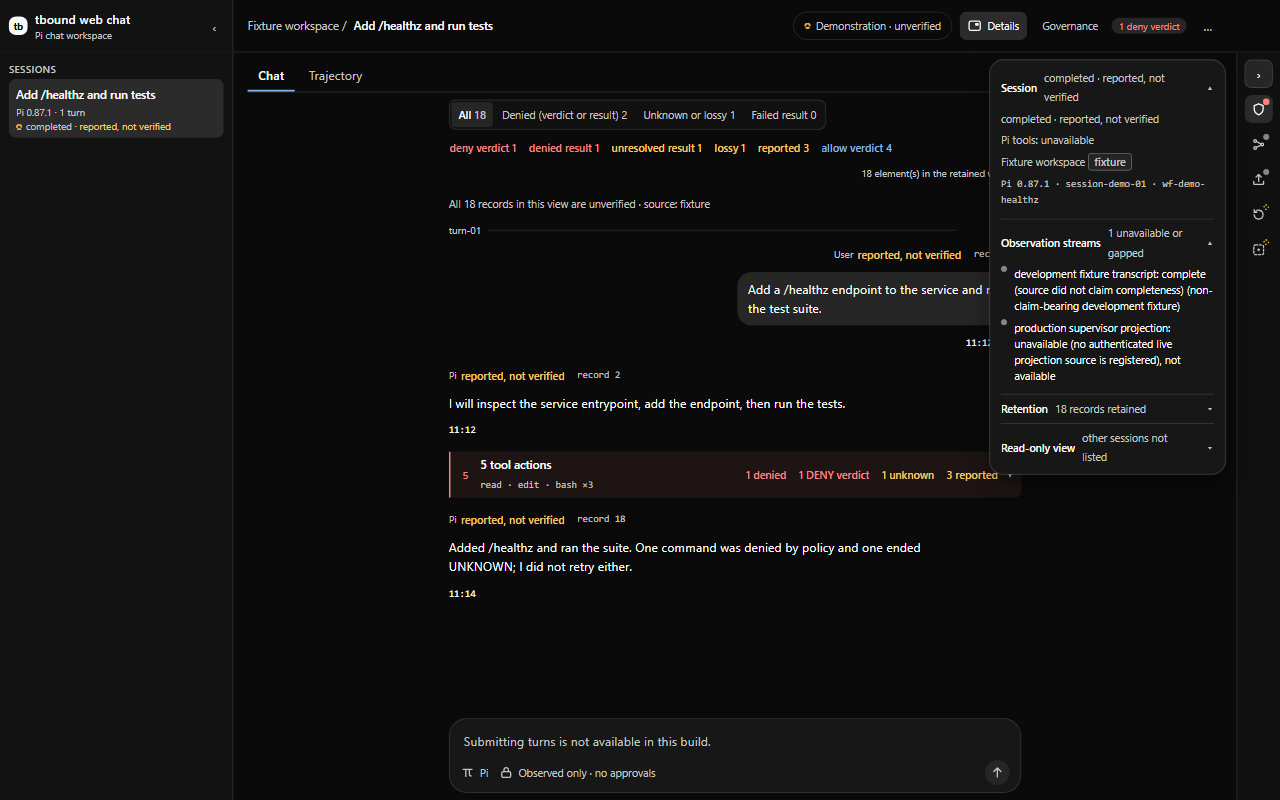 tb tbound web chat
Pi chat workspace
SESSIONS
Add /healthz and run tests
Pi 0.87.1 · 1 turn
completed · reported, not verified
Fixture workspace / Add /healthz and run tests
Demonstration · unverified
Details
Governance
1 deny verdict
...
Chat
Trajectory
All 18
Denied (verdict or result) 2
Unknown or lossy 1
Failed result 0
deny verdict 1 denied result 1 unresolved result 1 lossy 1 reported 3 allow verdict 4
18 element(s) in the retained
All 18 records in this view are unverified · source: fixture
turn-01
User reported, not verified
Add a /healthz endpoint to the service and
the test suite.
Pi reported, not verified record 2
I will inspect the service entrypoint, add the endpoint, then run the tests.
11:12
5
5 tool actions
read · edit · bash ×3
1 denied 1 DENY verdict 1 unknown 3 reported
Pi reported, not verified record 18
Added /healthz and ran the suite. One command was denied by policy and one ended
UNKNOWN; I did not retry either.
11:14
Submitting turns is not available in this build.
π Pi Observed only · no approvals
Session
completed · reported, not
verified
completed · reported, not verified
Pi tools: unavailable
Fixture workspace fixture
Pi 0.87.1 · session-demo-01 · wf-demo-
healthz
Observation streams
1 unavailable or
gapped
development fixture transcript: complete
(source did not claim completeness) (non-
claim-bearing development fixture)
production supervisor projection:
unavailable (no authenticated live
projection source is registered), not
available
Retention 18 records retained
Read-only view
other sessions not
listed